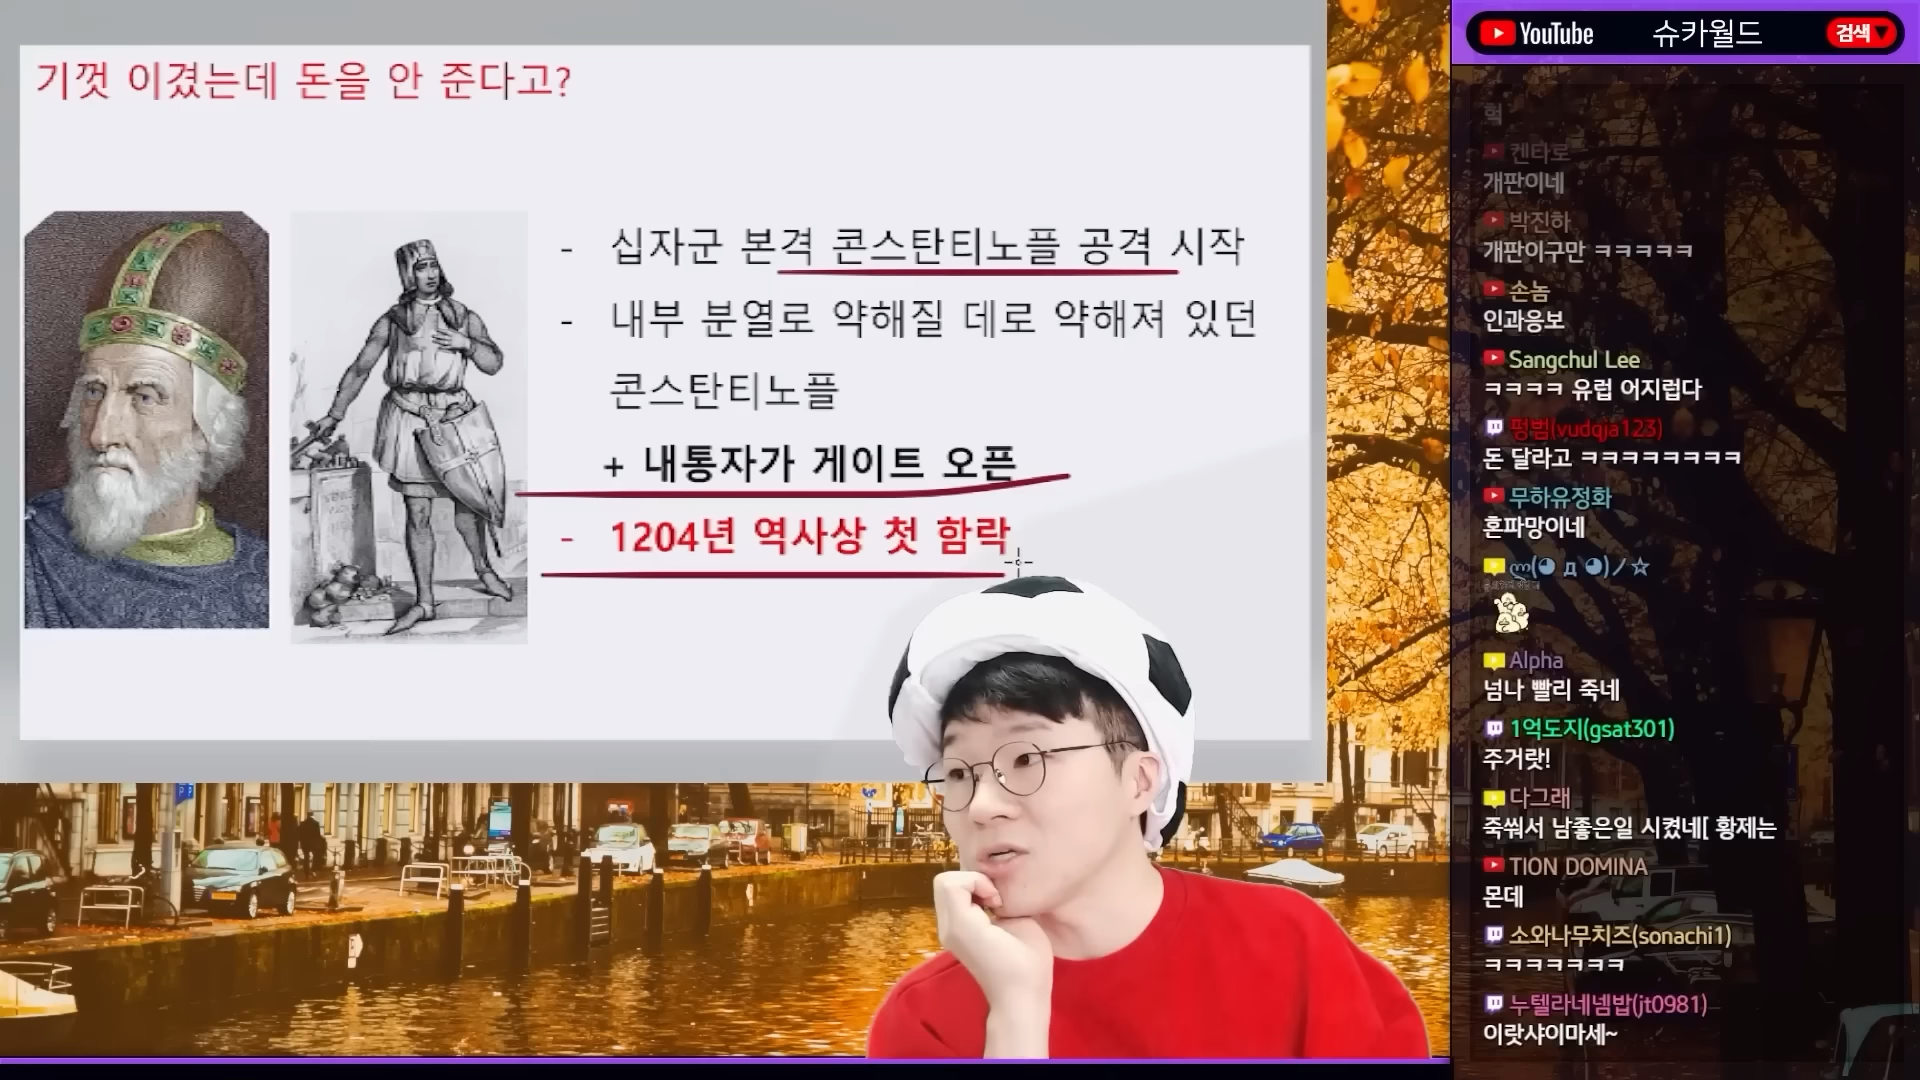 기껏 이겼는데 돈을 안 준다고?
- 십자군 본격 콘스탄티노플 공격 시작
- 내부 분열로 약해질 데로 약해져 있던
콘스탄티노플
+ 내통자가 게이트 오픈
- 1204년 역사상 첫 함락
YouTube 슈카월드 검색▼
헉
켄타로
개판이네
박진하
개판이구만 ㅋㅋㅋㅋㅋ
손놈
인과응보
Sangchul Lee
ㅋㅋㅋㅋ 유럽 어지럽다
펑범(vudqja123)
돈 달라고 ㅋㅋㅋㅋㅋㅋㅋㅋ
무하유정화
혼파망이네
Alpha
넘나 빨리 죽네
1억도지(gsat301)
주거랏!
다그래
죽쒀서 남좋은일 시켰네[ 황제는
TION DOMINA
몬데
소와나무치즈(sonachi1)
ㅋㅋㅋㅋㅋㅋㅋ
누텔라네넴밥(jt0981)
이랏샤이마세~